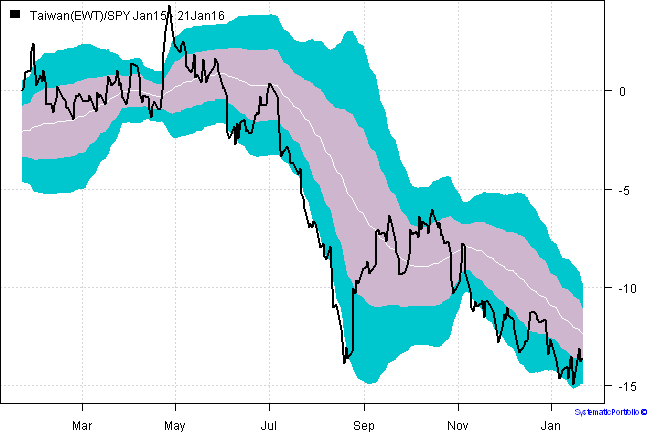 Taiwan(EWT)/SPY Jan15 - 21Jan16
0
-5
-10
-15
Mar May Jul Sep Nov Jan
SystematicPortfolio ©